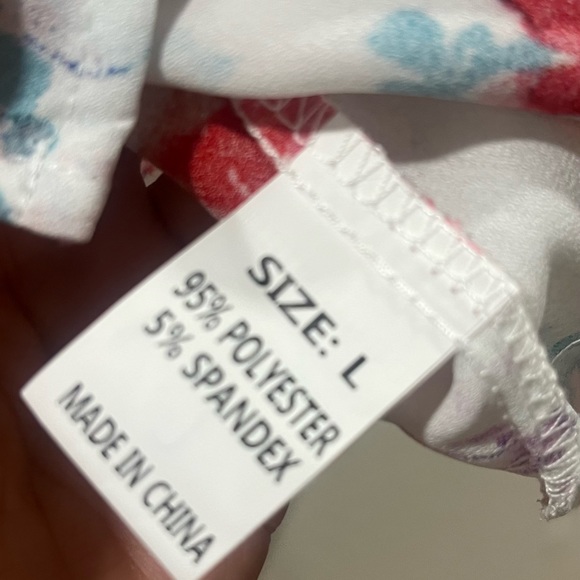 SIZE: L
95% POLYESTER
5% SPANDEX
MADE IN CHINA